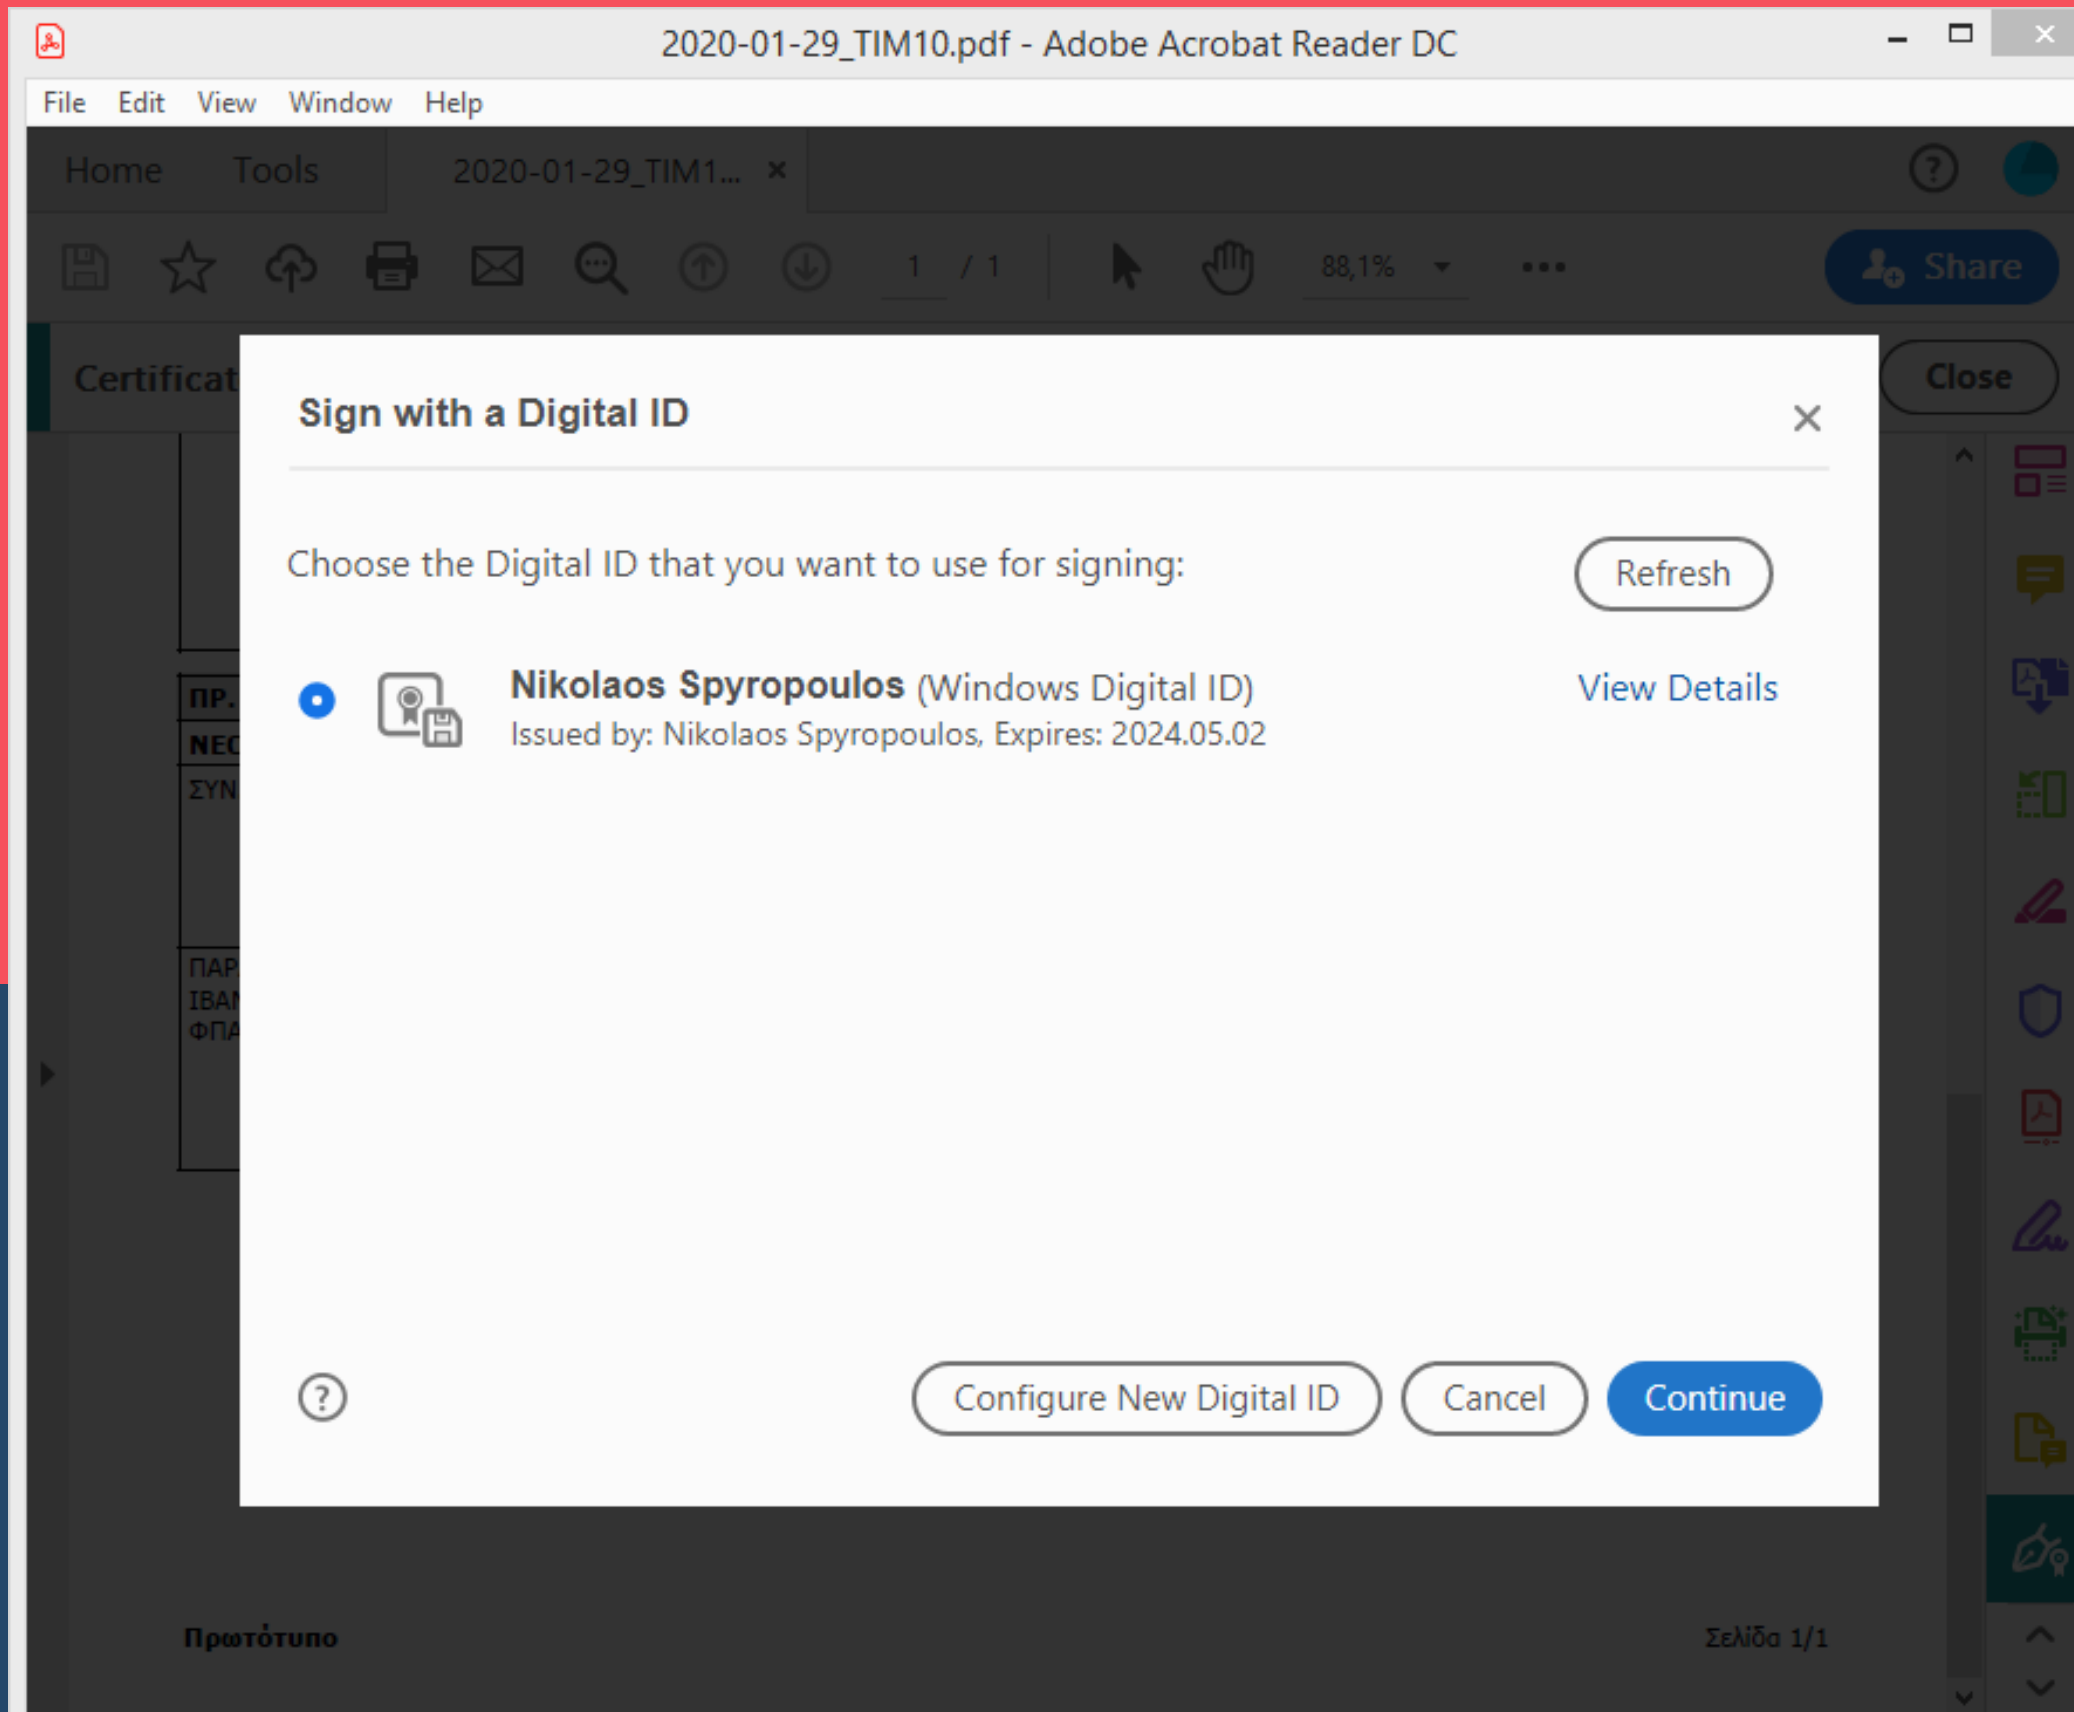 2020-01-29_TIM10.pdf - Adobe Acrobat Reader DC
File Edit View Window Help
Home Tools 2020-01-29_TIM1... ×
1 / 1 88,1% Share
Certificat Close
Sign with a Digital ID
Choose the Digital ID that you want to use for signing: Refresh
Nikolaos Spyropoulos (Windows Digital ID) View Details
Issued by: Nikolaos Spyropoulos, Expires: 2024.05.02
ΠΡ.
ΣΥΝ
ΠΑΡ
ΙΒΑΝ
ΦΠΑ
Configure New Digital ID Cancel Continue
Πρωτότυπο Σελίδα 1/1